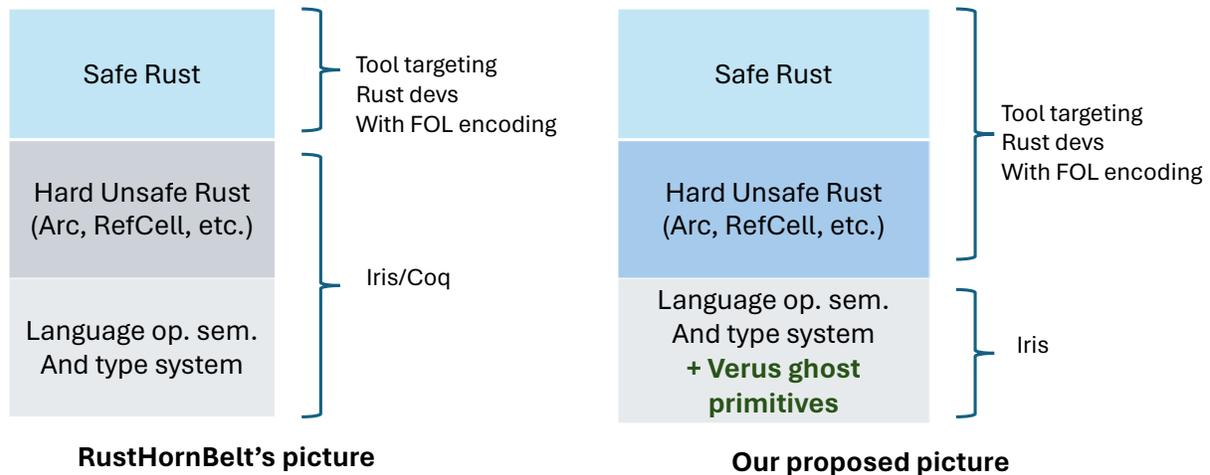 Safe Rust
Tool targeting
Rust devs
With FOL encoding
Hard Unsafe Rust
(Arc, RefCell, etc.)
Iris/Coq
Language op. sem.
And type system
RustHornBelt's picture
Safe Rust
Tool targeting
Rust devs
With FOL encoding
Hard Unsafe Rust
(Arc, RefCell, etc.)
Language op. sem.
And type system
+ Verus ghost
primitives
Iris
Our proposed picture